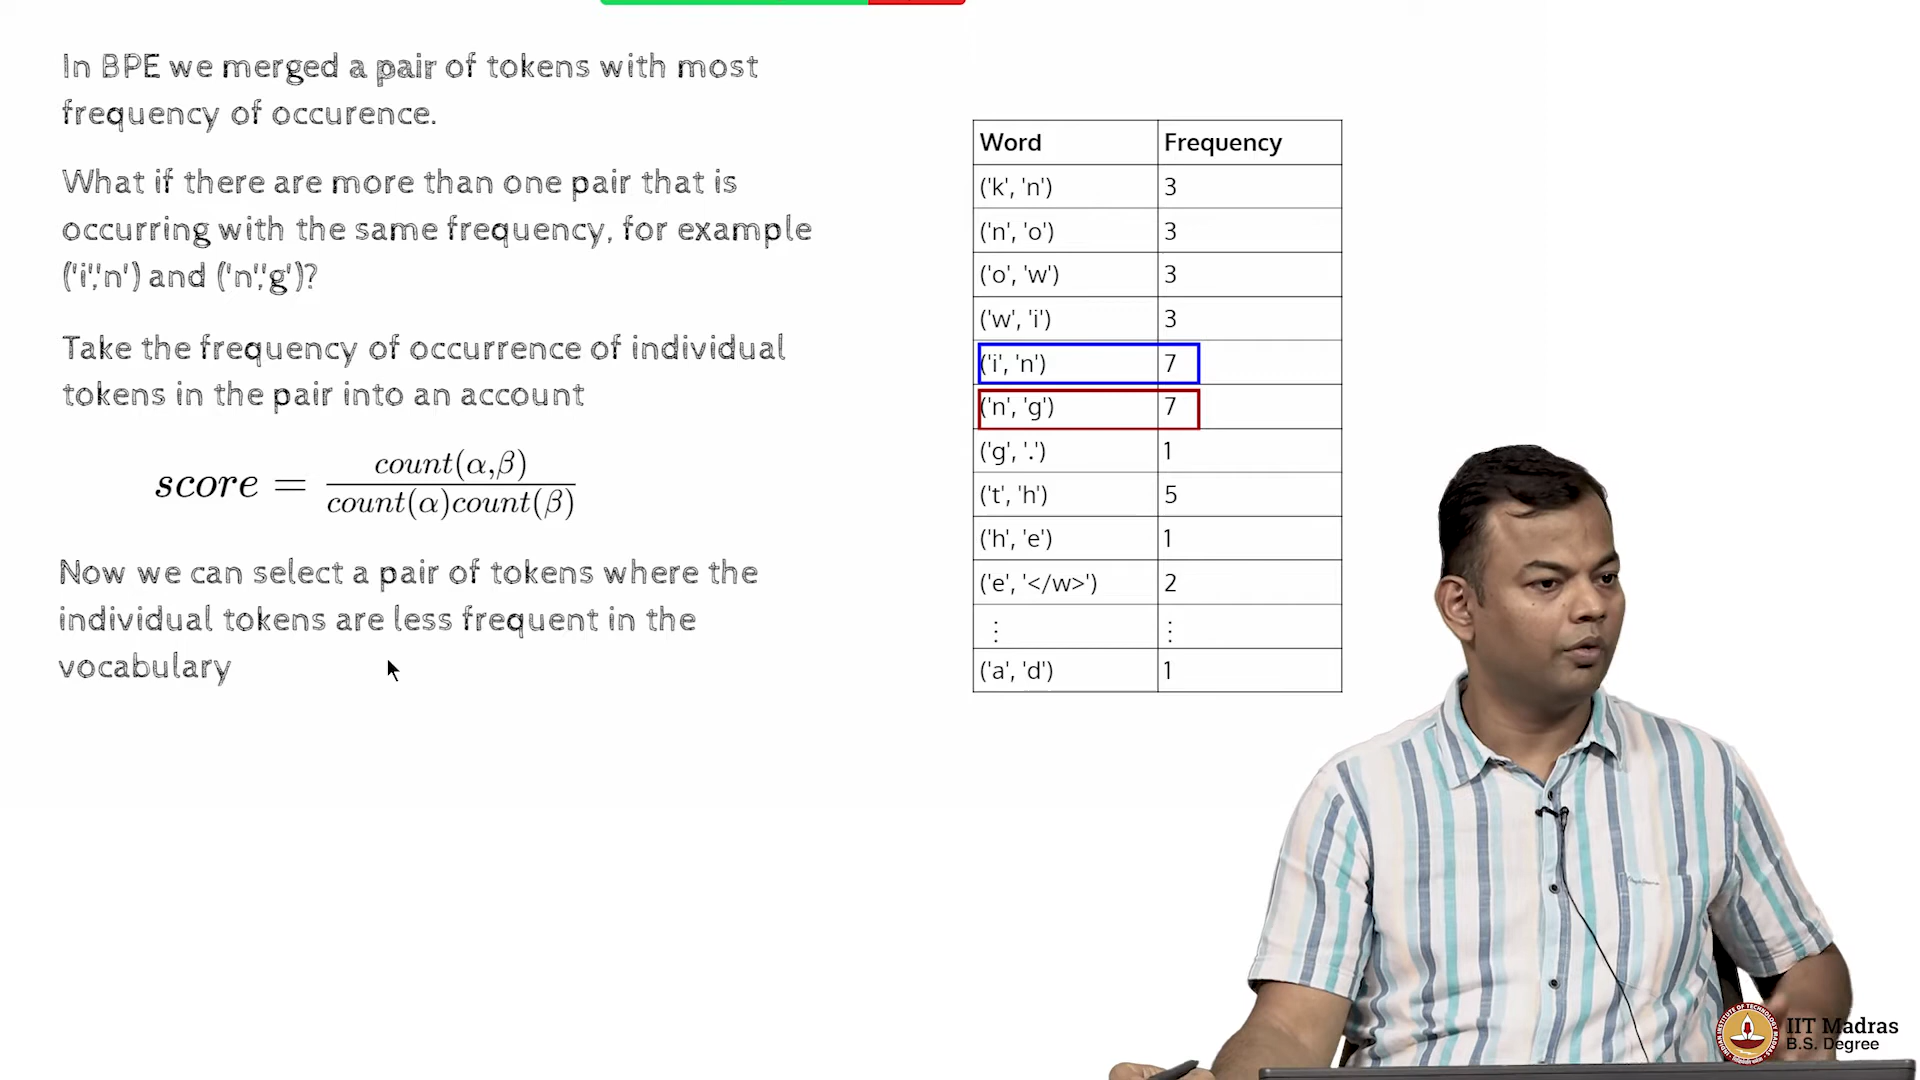 In BPE we merged a pair of tokens with most
frequency of occurence.
What if there are more than one pair that is
occurring with the same frequency, for example
('i','n') and ('n','g')?
Take the frequency of occurrence of individual
tokens in the pair into an account
score = count(α,β) / count(α)count(β)
Now we can select a pair of tokens where the
individual tokens are less frequent in the
vocabulary
Word Frequency
('k', 'n') 3
('n', 'o') 3
('o', 'w') 3
('w', 'i') 3
('i', 'n') 7
('n', 'g') 7
('g', '.') 1
('t', 'h') 5
('h', 'e') 1
('e', '</w>') 2
⋮ ⋮
('a', 'd') 1
IIT Madras
B.S. Degree